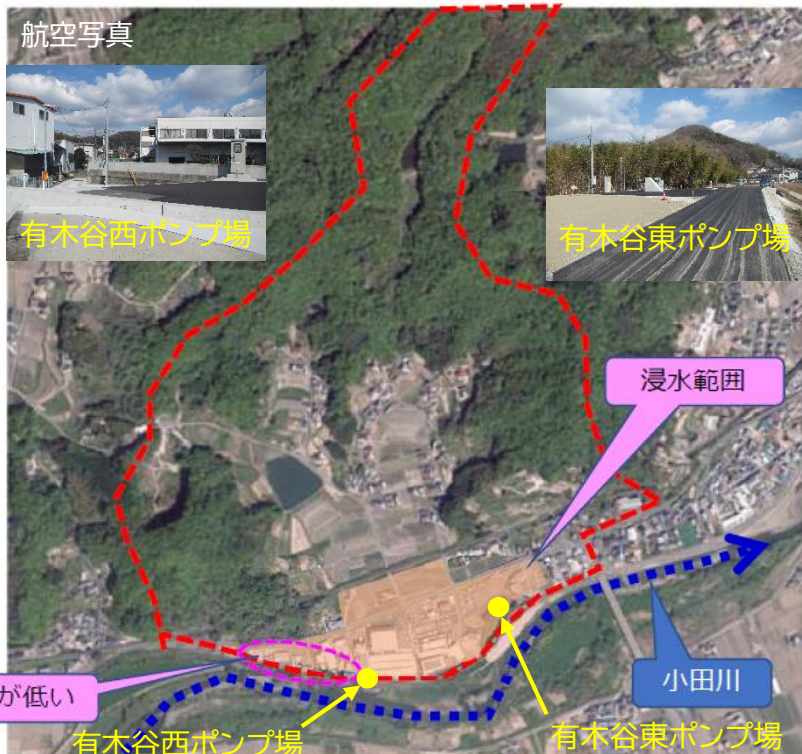 航空写真
有木谷西ポンプ場
有木谷東ポンプ場
浸水範囲
が低い
小田川
有木谷西ポンプ場
有木谷東ポンプ場